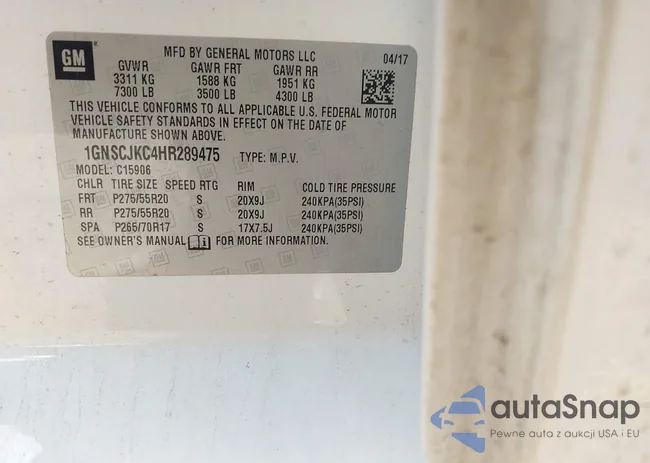 GM
MFD BY GENERAL MOTORS LLC 04/17
GVWR GAWR FRT GAWR RR
3311 KG 1588 KG 1951 KG
7300 LB 3500 LB 4300 LB
THIS VEHICLE CONFORMS TO ALL APPLICABLE U.S. FEDERAL MOTOR
VEHICLE SAFETY STANDARDS IN EFFECT ON THE DATE OF
MANUFACTURE SHOWN ABOVE.
1GNSCJKC4HR289475 TYPE: M.P.V.
MODEL: C15906
CHLR TIRE SIZE SPEED RTG RIM COLD TIRE PRESSURE
FRT P275/55R20 S 20X9J 240KPA(35PSI)
RR P275/55R20 S 20X9J 240KPA(35PSI)
SPA P265/70R17 S 17X7.5J 240KPA(35PSI)
SEE OWNER'S MANUAL FOR MORE INFORMATION.
autaSnap
Pewne auta z aukcji USA i EU